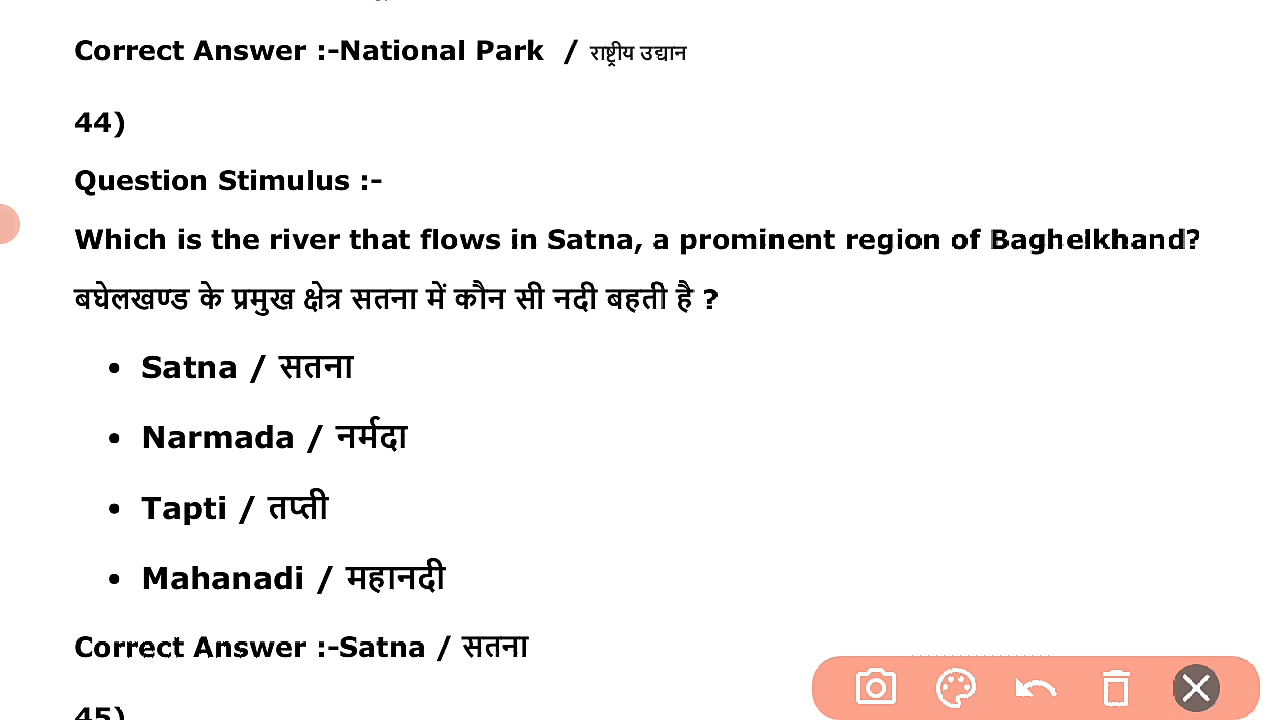 Correct Answer :-National Park / राष्ट्रीय उद्यान
44)
Question Stimulus :-
Which is the river that flows in Satna, a prominent region of Baghelkhand?
बघेलखण्ड के प्रमुख क्षेत्र सतना में कौन सी नदी बहती है ?
• Satna / सतना
• Narmada / नर्मदा
• Tapti / तप्ती
• Mahanadi / महानदी
Correct Answer :-Satna / सतना
45)